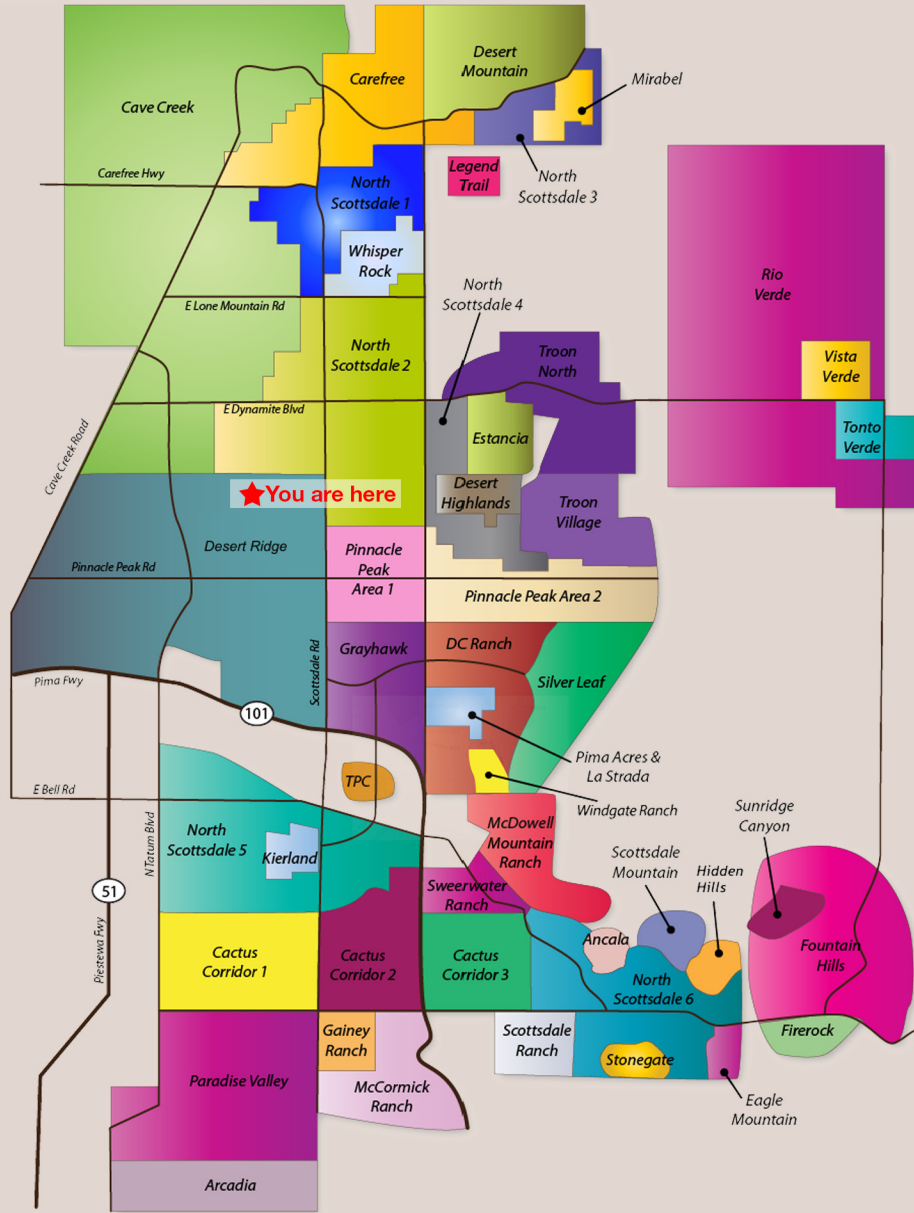 Desert
Mountain
Carefree
Mirabel
Cave Creek
Legend
Trail
Carefree Hwy
North
Scottsdale 3
North
Scottsdale 1
Whisper
Rock
Rio
Verde
North
Scottsdale 4
E Lone Mountain Rd
North
Scottsdale 2
Troon
North
Vista
Verde
E Dynamite Blvd
Estancia
Tonto
Verde
Cave Creek Road
Desert
Highlands
You are here
Troon
Village
Desert Ridge
Pinnacle
Peak
Area 1
Pinnacle Peak Rd
Pinnacle Peak Area 2
Scottsdale Rd
Grayhawk
DC Ranch
Silver Leaf
Pima Fwy
101
Pima Acres &
La Strada
TPC
E Bell Rd
Windgate Ranch
N Tatum Blvd
North
Scottsdale 5
Kierland
McDowell
Mountain
Ranch
Sunridge
Canyon
Scottsdale
Mountain
Hidden
Hills
51
Sweerwater
Ranch
Piestewa Fwy
Cactus
Corridor 1
Cactus
Corridor 2
Cactus
Corridor 3
Ancala
Fountain
Hills
North
Scottsdale 6
Gainey
Ranch
Scottsdale
Ranch
Firerock
Stonegate
Paradise Valley
McCormick
Ranch
Eagle
Mountain
Arcadia